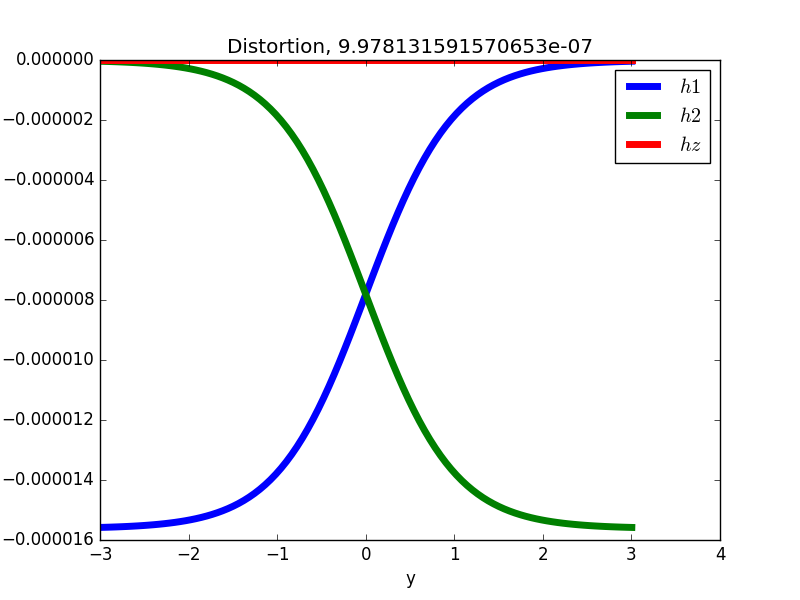 Distortion, 9.978131591570653e-07
0.000000
−0.000002
−0.000004
−0.000006
−0.000008
−0.000010
−0.000012
−0.000014
−0.000016
h1
h2
hz
−3 −2 −1 0 1 2 3 4
y